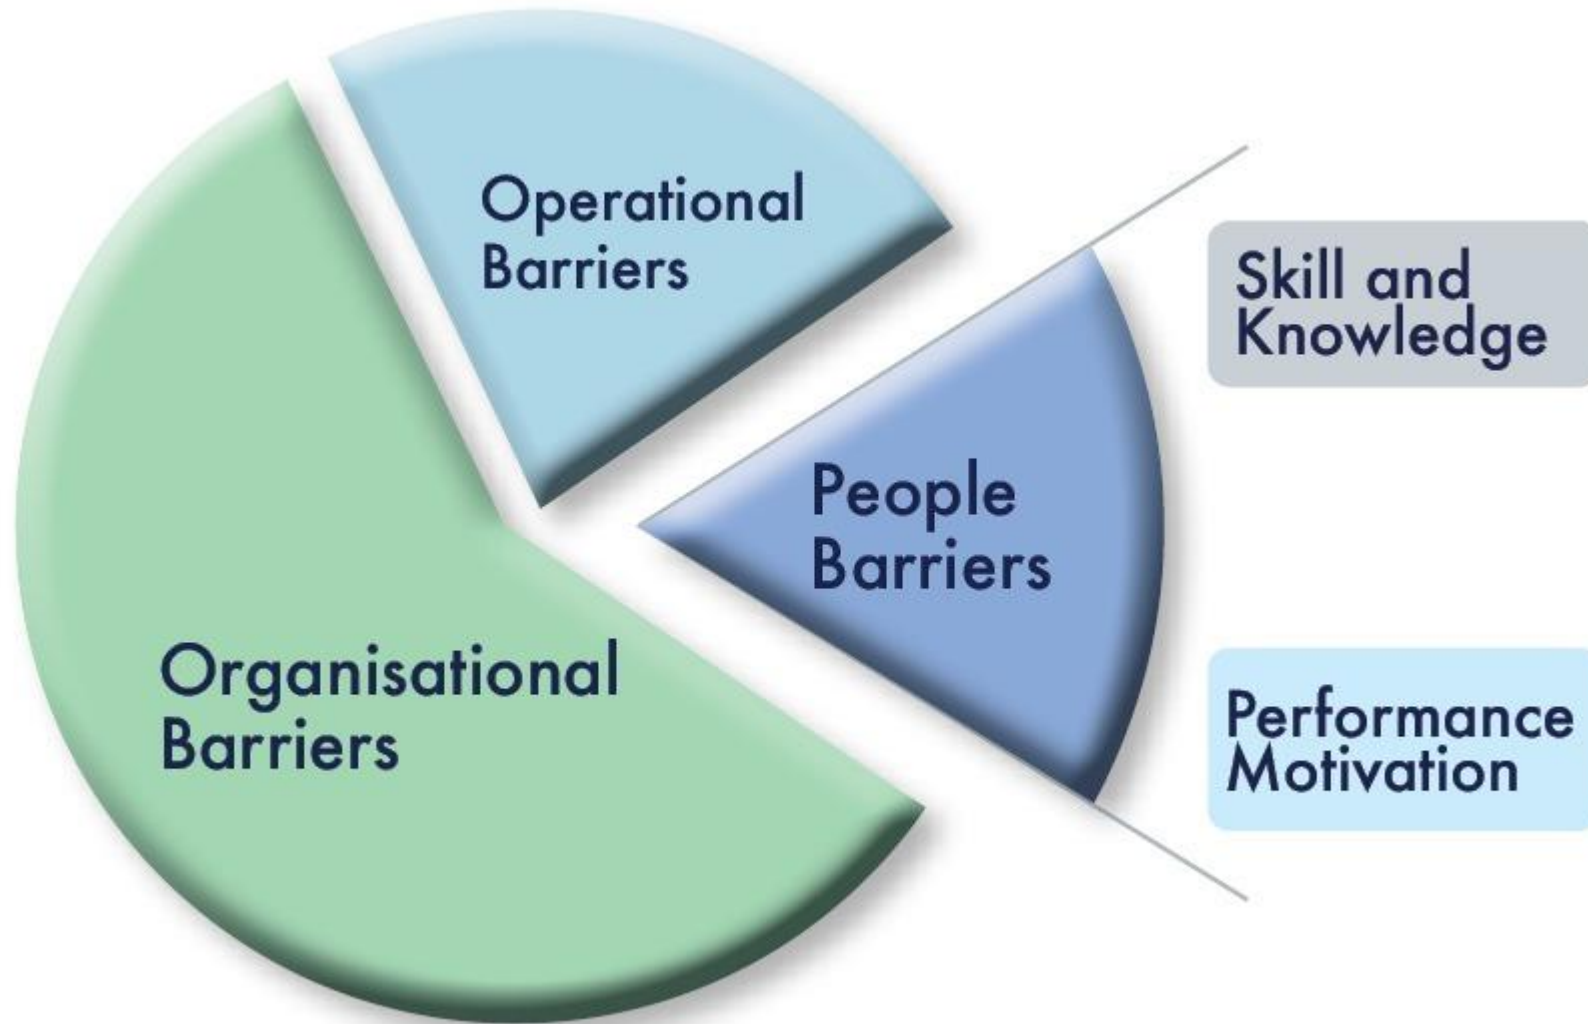 Operational
Barriers
Skill and
Knowledge
People
Barriers
Organisational
Barriers
Performance
Motivation